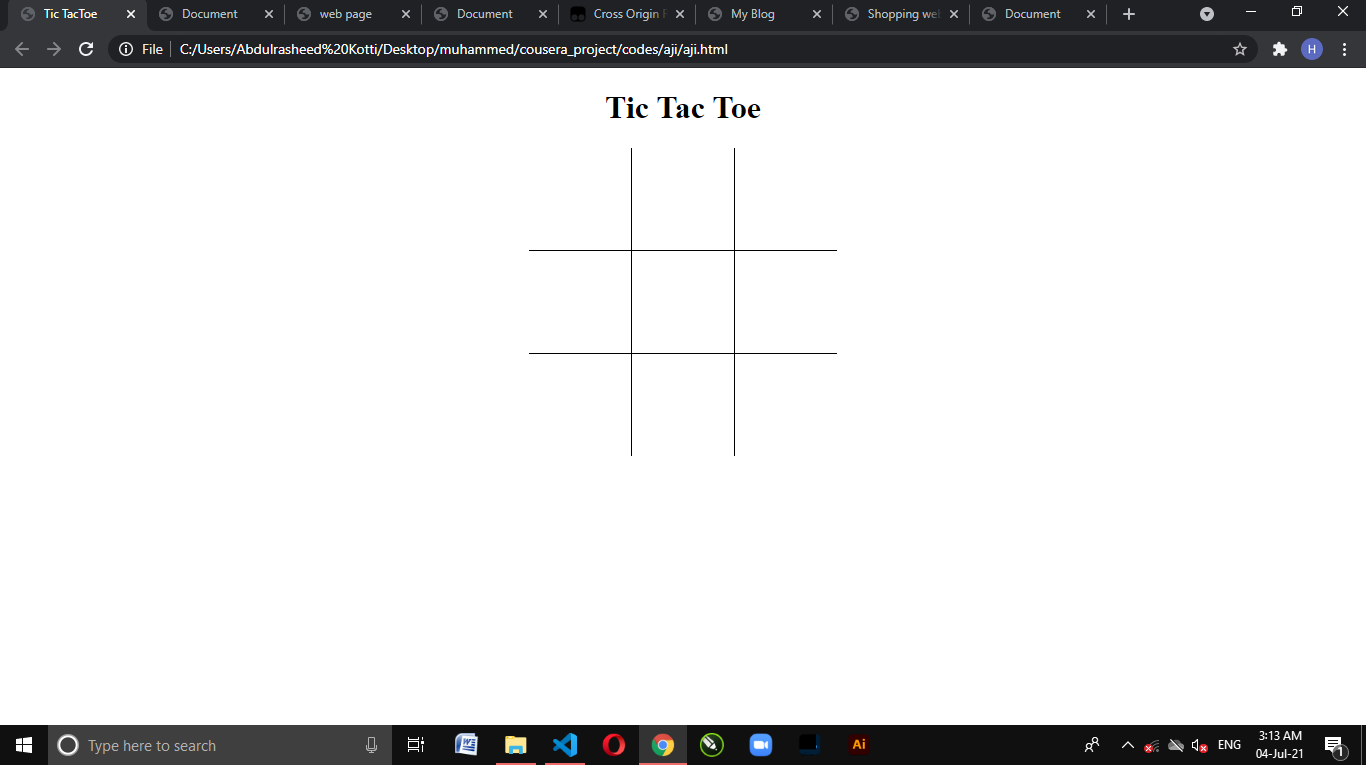 Tic TacToe
Document
web page
Document
Cross Origin
My Blog
Shopping we
Document
File
C:/Users/Abdulrasheed%20Kotti/Desktop/muhammed/cousera_project/codes/aji/aji.html
H
Tic Tac Toe
Type here to search
W
Ai
ENG
3:13 AM
04-Jul-21
1